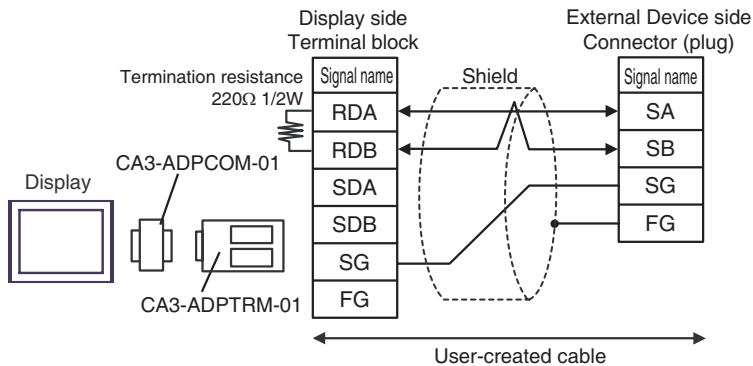 Display side
Terminal block
External Device side
Connector (plug)
Termination resistance
220Ω 1/2W
Signal name
Shield
Signal name
RDA
SA
RDB
SB
CA3-ADPCOM-01
Display
SDA
SG
SDB
FG
SG
CA3-ADPTRM-01
FG
User-created cable